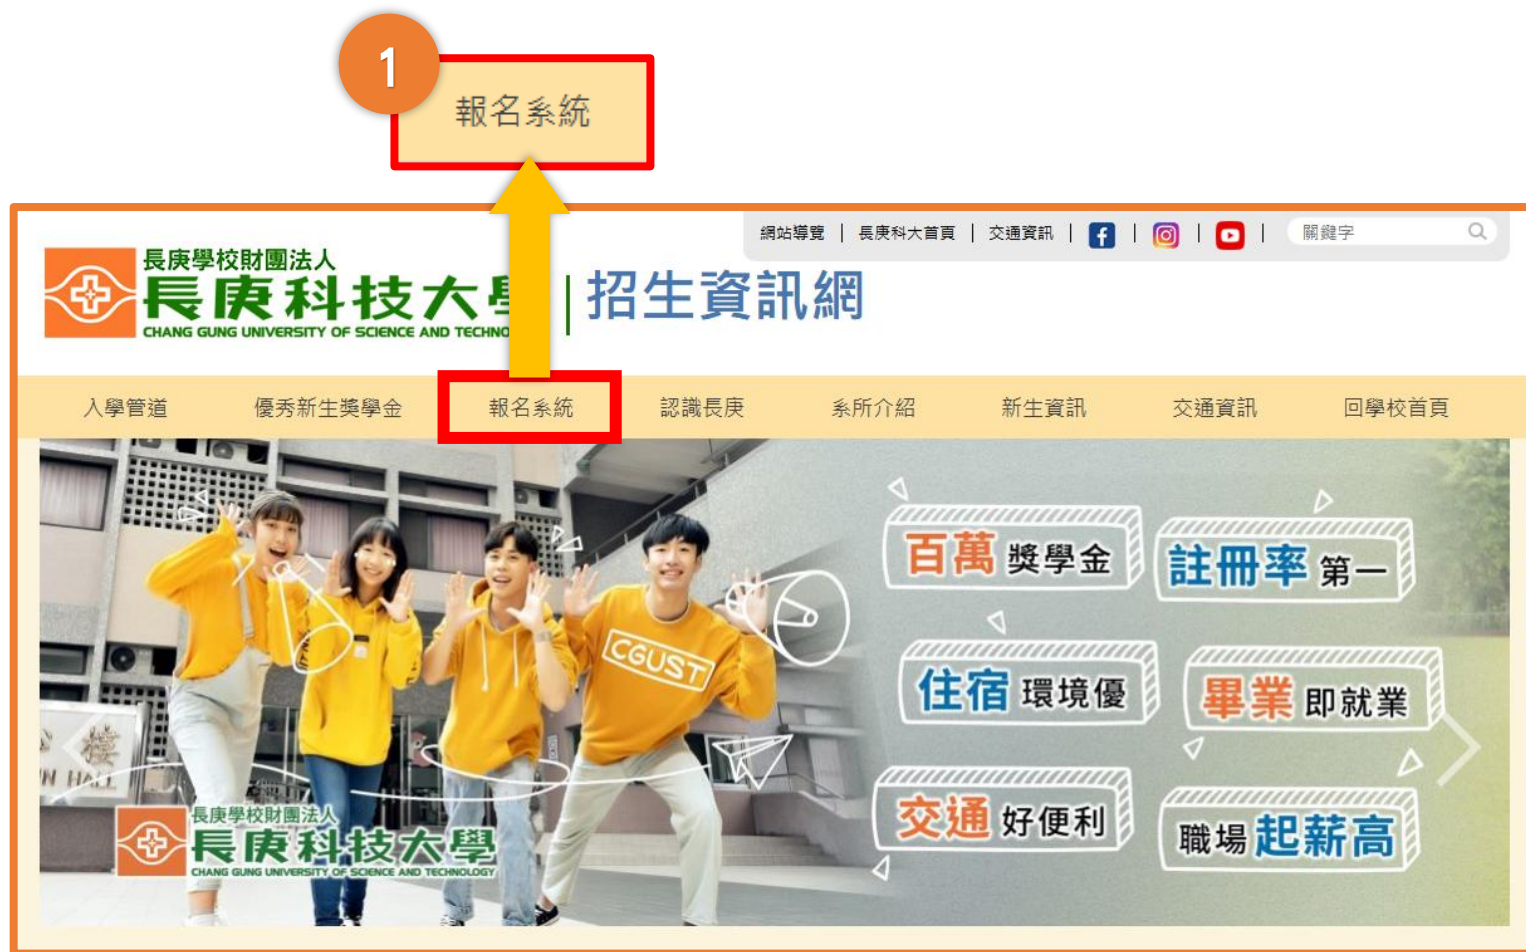 1
報名系統
網站導覽 | 長庚科大首頁 | 交通資訊 | | | | 關鍵字
長庚學校財團法人
長庚科技大學
CHANG GUNG UNIVERSITY OF SCIENCE AND TECHNO
招生資訊網
入學管道 優秀新生獎學金 報名系統 認識長庚 系所介紹 新生資訊 交通資訊 回學校首頁
百萬 獎學金
註冊率 第一
CGUST
住宿 環境優
畢業 即就業
樓
N HALL
交通 好便利
職場 起薪高
長庚學校財團法人
長庚科技大學
CHANG GUNG UNIVERSITY OF SCIENCE AND TECHNOLOGY